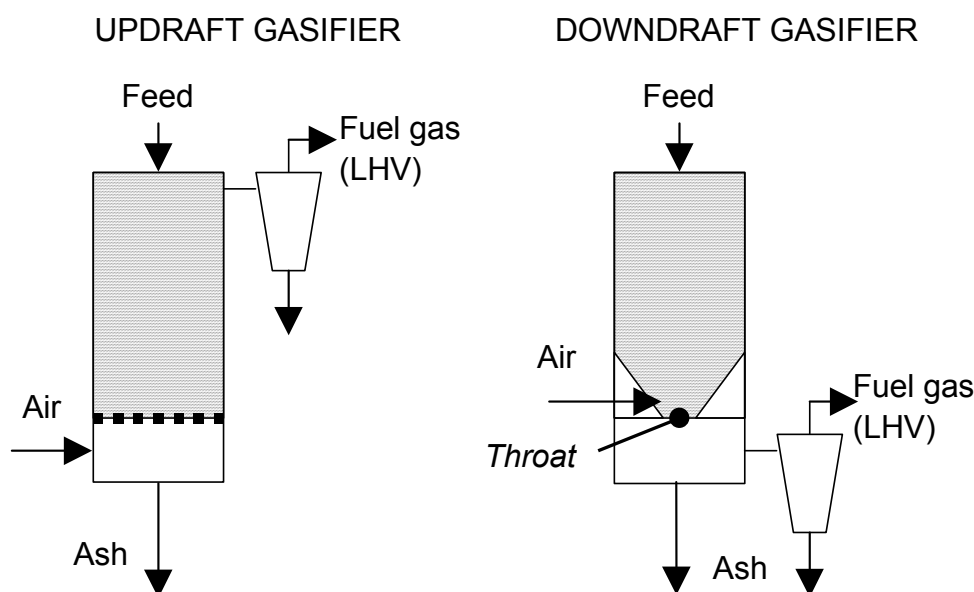 UPDRAFT GASIFIER
Feed
Fuel gas
(LHV)
Air
Ash
DOWNDRAFT GASIFIER
Feed
Air
Throat
Fuel gas
(LHV)
Ash